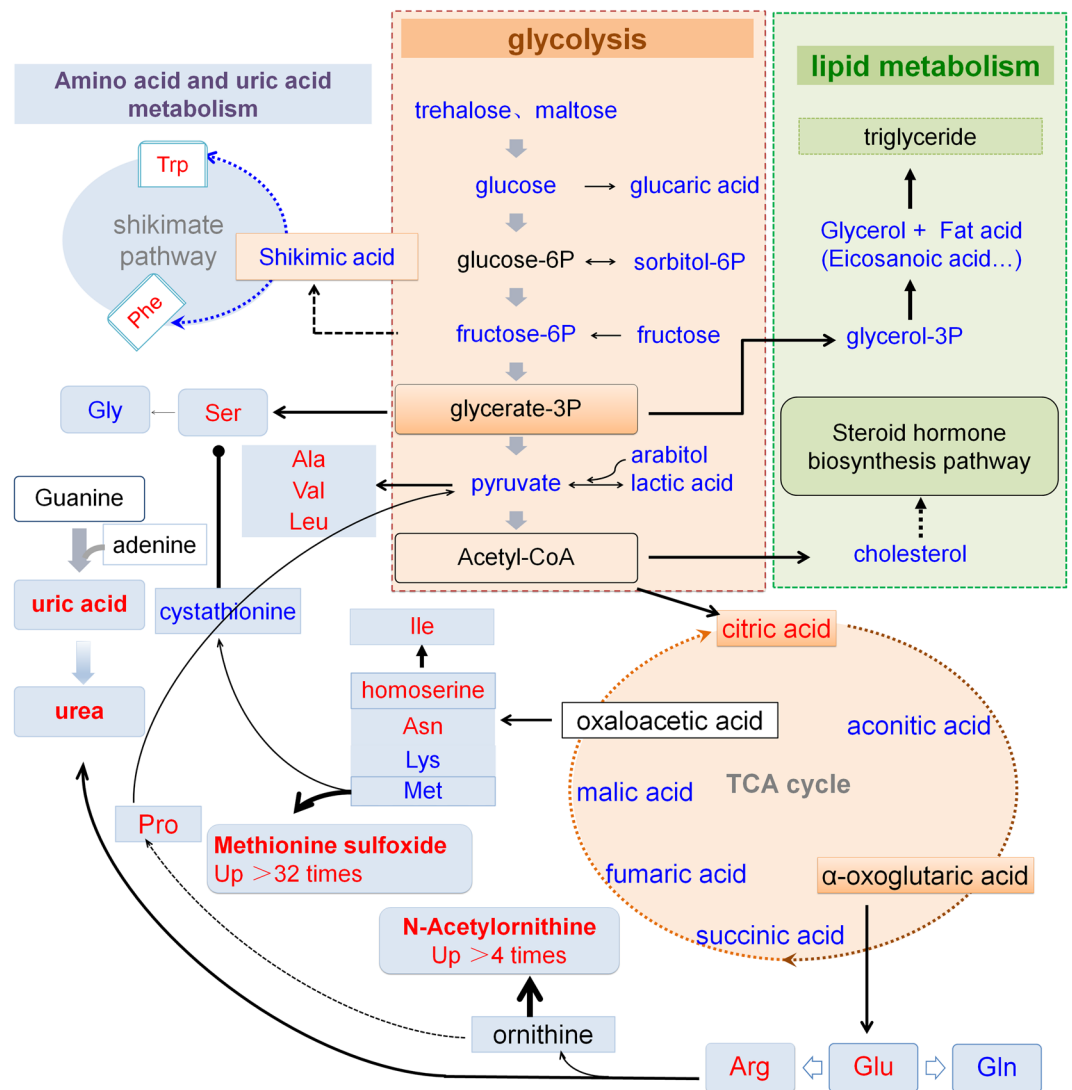 glycolysis
lipid metabolism
Amino acid and uric acid
metabolism
trehalose、maltose
triglyceride
Trp
glucose
glucaric acid
shikimate
pathway
Shikimic acid
Glycerol + Fat acid
(Eicosanoic acid…)
glucose-6P
sorbitol-6P
Phe
fructose-6P
fructose
glycerol-3P
Gly
Ser
glycerate-3P
Steroid hormone
biosynthesis pathway
Ala
Val
Leu
pyruvate
arabitol
lactic acid
Guanine
adenine
Acetyl-CoA
cholesterol
uric acid
cystathionine
Ile
citric acid
urea
homoserine
Asn
Lys
Met
oxaloacetic acid
aconitic acid
TCA cycle
malic acid
Pro
Methionine sulfoxide
Up ＞32 times
fumaric acid
α-oxoglutaric acid
succinic acid
N-Acetylornithine
Up ＞4 times
ornithine
Arg
Glu
Gln